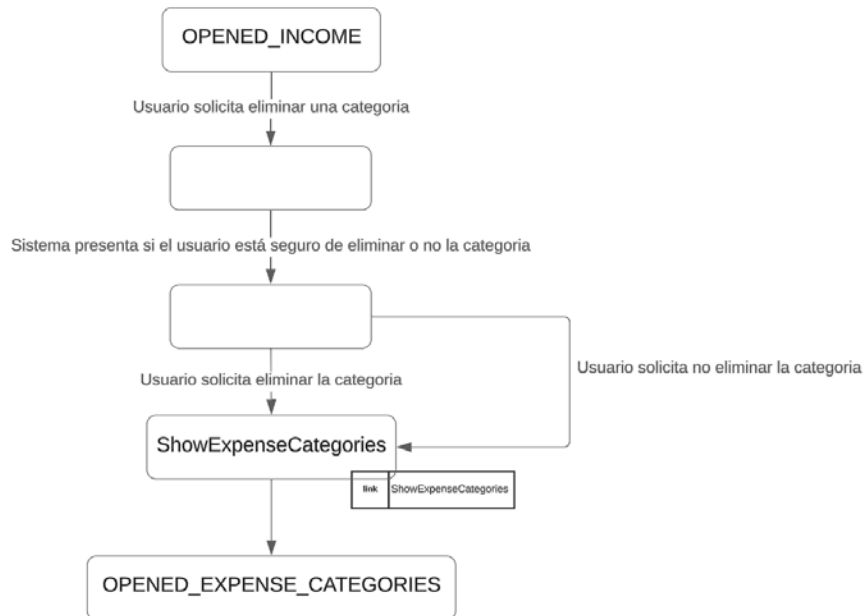 OPENED_INCOME
Usuario solicita eliminar una categoria
Sistema presenta si el usuario está seguro de eliminar o no la categoria
Usuario solicita no eliminar la categoria
Usuario solicita eliminar la categoria
ShowExpenseCategories
link ShowExpenseCategories
OPENED_EXPENSE_CATEGORIES